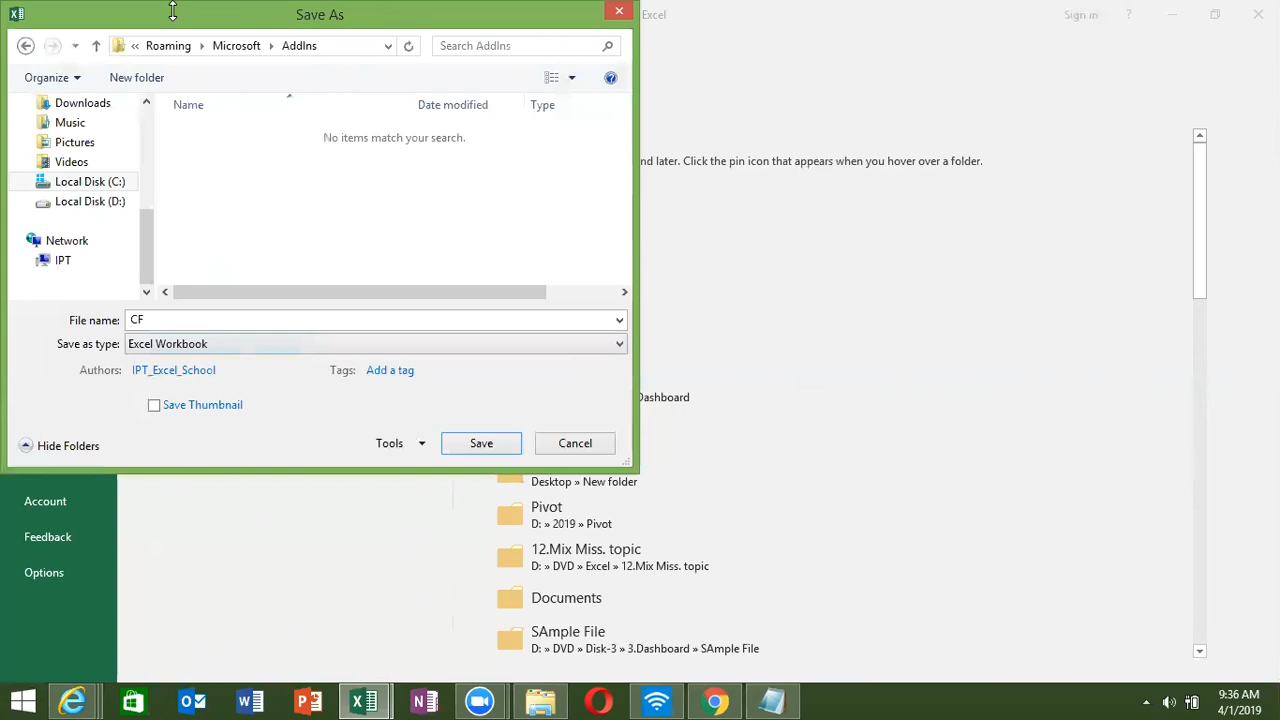 Save As
Excel
Sign in
?
« Roaming Microsoft AddIns
Search AddIns
Organize
New folder
?
Downloads
Music
Pictures
Videos
Local Disk (C:)
Local Disk (D:)
Network
IPT
Name
Date modified
Type
No items match your search.
nd later. Click the pin icon that appears when you hover over a folder.
File name: CF
Save as type: Excel Workbook
Authors: IPT_Excel_School
Tags: Add a tag
Save Thumbnail
Dashboard
Hide Folders
Tools
Save
Cancel
Desktop » New folder
Account
Pivot
D: » 2019 » Pivot
Feedback
12.Mix Miss. topic
D: » DVD » Excel » 12.Mix Miss. topic
Options
Documents
SAmple File
D: » DVD » Disk-3 » 3.Dashboard » SAmple File
9:36 AM
4/1/2019